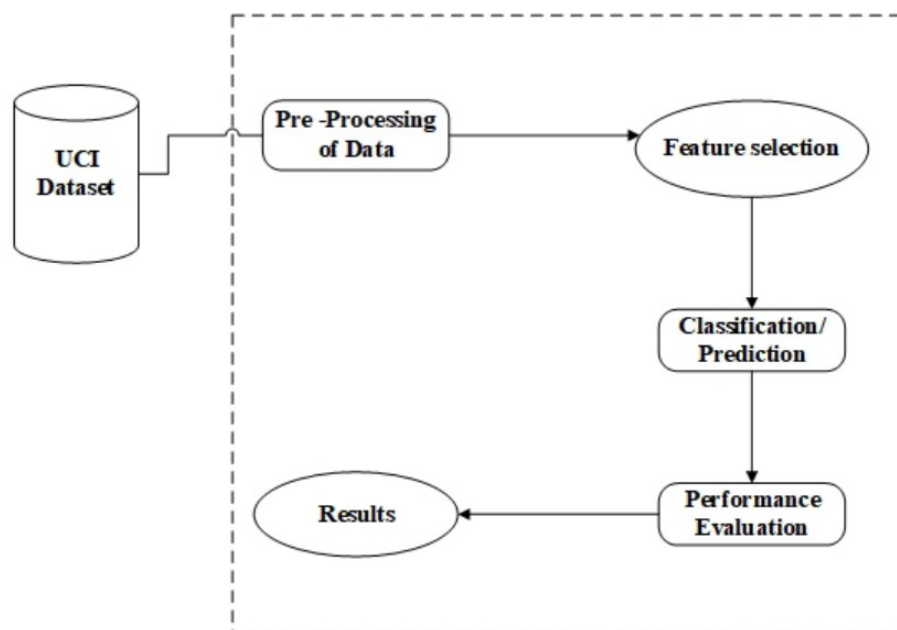 UCI
Dataset
Pre -Processing
of Data
Feature selection
Classification/
Prediction
Performance
Evaluation
Results